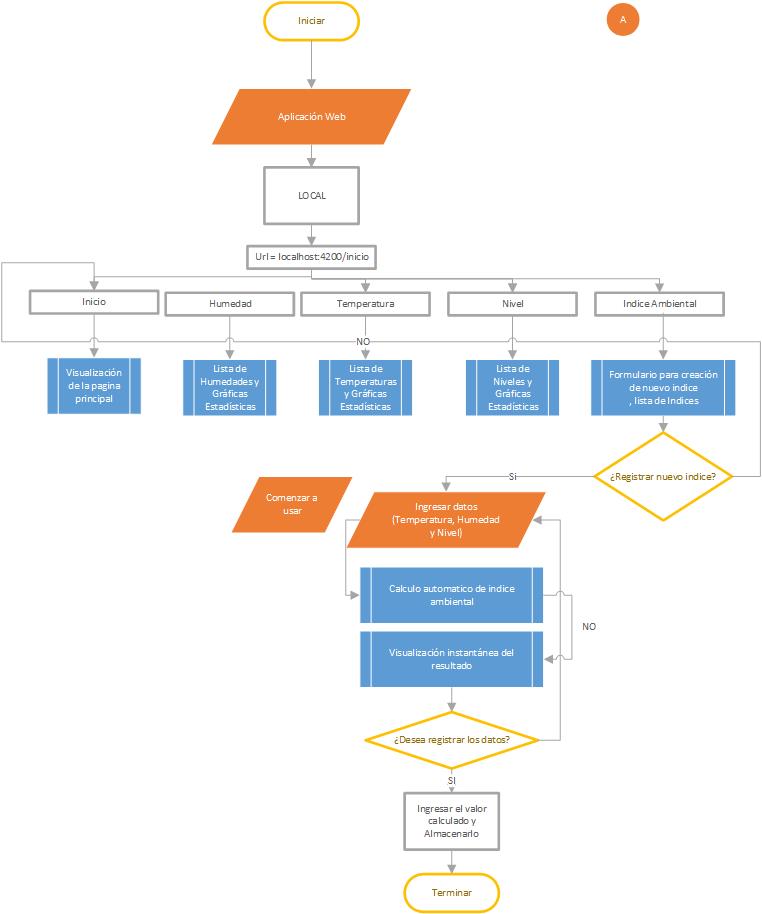 Iniciar
A
Aplicación Web
LOCAL
Url = localhost:4200/inicio
Inicio
Humedad
Temperatura
Nivel
Indice Ambiental
NO
Visualización
de la pagina
principal
Lista de
Humedades y
Gráficas
Estadísticas
Lista de
Temperaturas
y Gráficas
Estadísticas
Lista de
Niveles y
Gráficas
Estadísticas
Formulario para creación
de nuevo indice
, lista de Indices
¿Registrar nuevo indice?
Si
Comenzar a
usar
Ingresar datos
(Temperatura, Humedad
y Nivel)
Calculo automatico de indice
ambiental
NO
Visualización instantánea del
resultado
¿Desea registrar los datos?
SI
Ingresar el valor
calculado y
Almacenarlo
Terminar